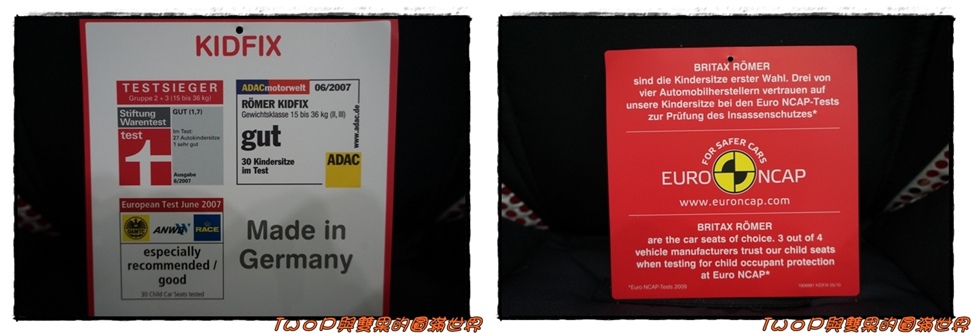 KIDFIX
TESTSIEGER
Gruppe 2 + 3 (15 bis 36 kg)
Stiftung
Warentest
test
GUT (1,7)
Im Test:
27 Autokindersitze
1 sehr gut
Ausgabe
6/2007
ADACmotorwelt 06/2007
RÖMER KIDFIX
Gewichtsklasse 15 bis 36 kg (II, III)
gut
30 Kindersitze
im Test
www.adac.de
ADAC
European Test June 2007
ÖAMTC ANWB RACE
especially
recommended /
good
30 Child Car Seats tested
Made in
Germany
TWOP與雙寶的圓滿世界
BRITAX RÖMER
sind die Kindersitze erster Wahl. Drei von
vier Automobilherstellern vertrauen auf
unsere Kindersitze bei den Euro NCAP-Tests
zur Prüfung des Insassenschutzes*
FOR SAFER CARS
EURO NCAP
www.euroncap.com
BRITAX RÖMER
are the car seats of choice. 3 out of 4
vehicle manufacturers trust our child seats
when testing for child occupant protection
at Euro NCAP*
*Euro NCAP-Tests 2009
TWOP與雙寶的圓滿世界